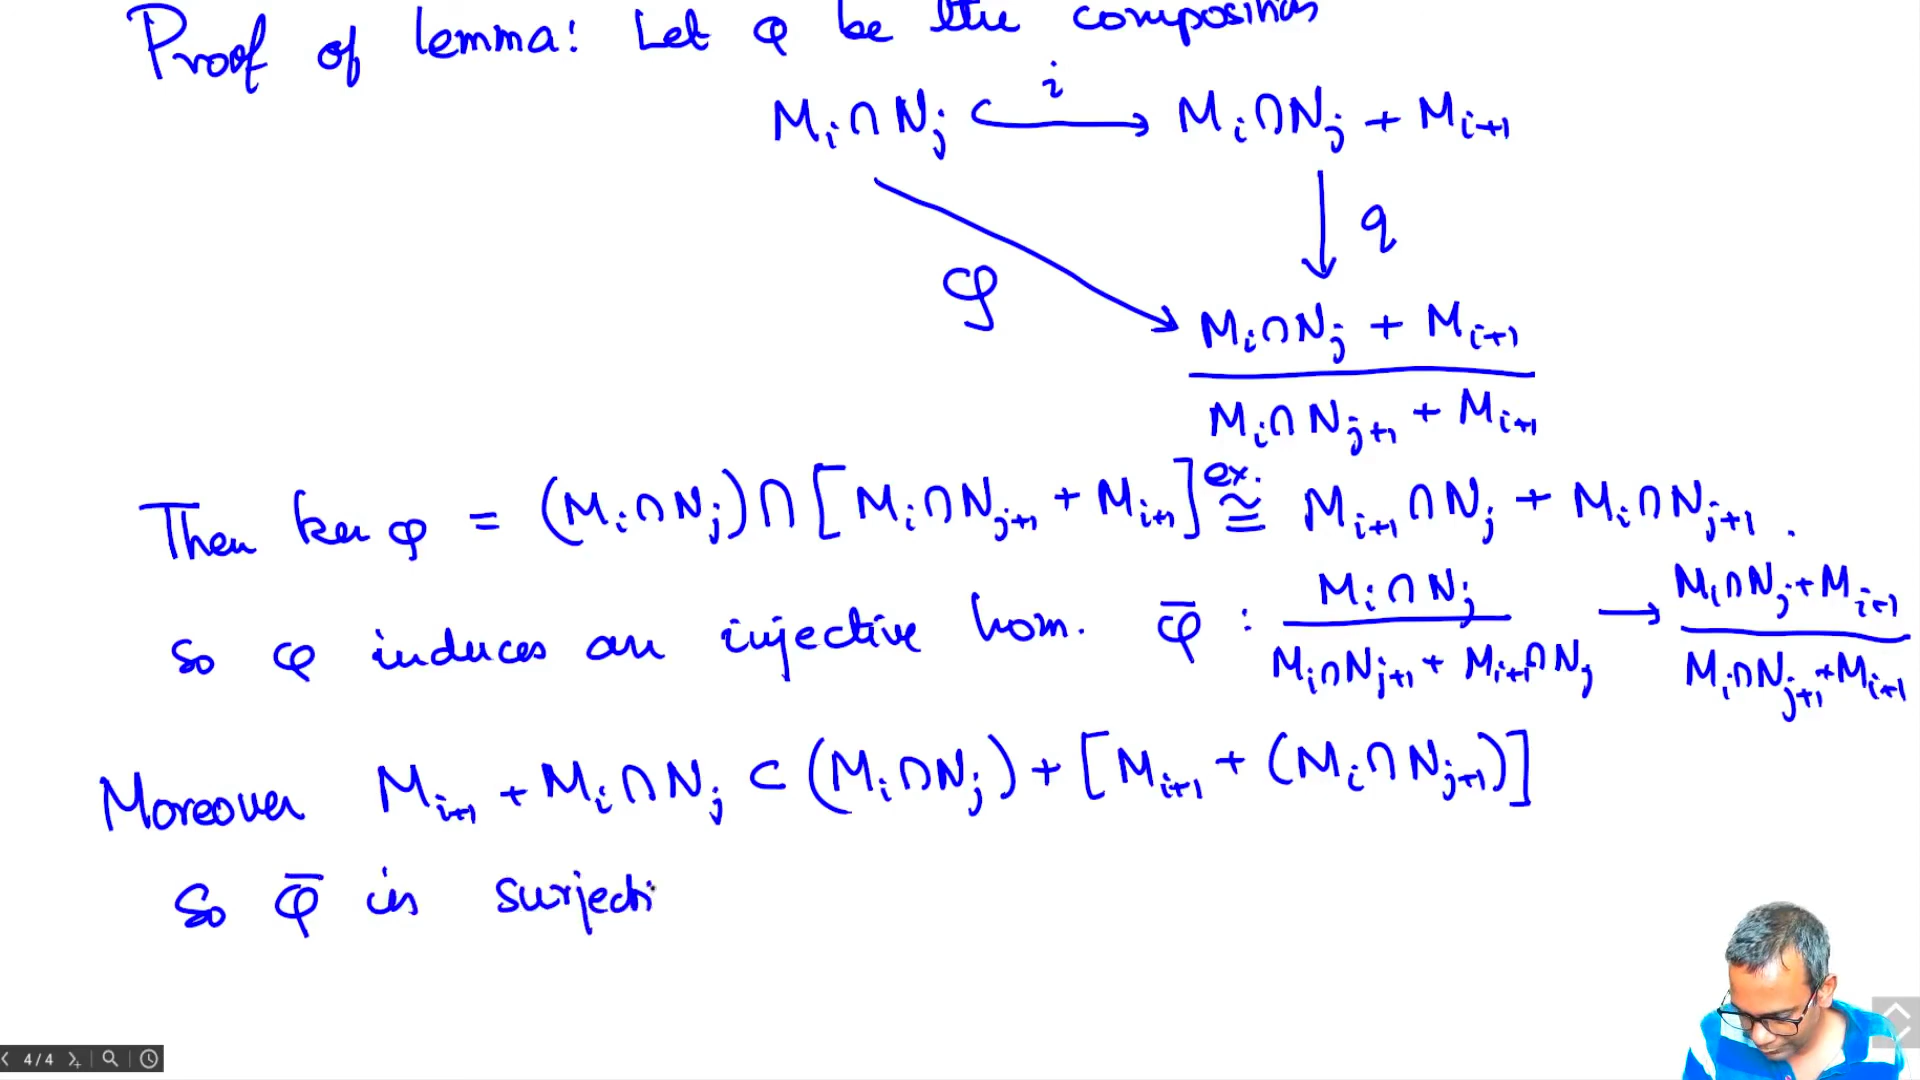 Proof of lemma: Let φ be the composition
M_i ∩ N_j ↪ M_i ∩ N_j + M_{i+1}
i
q
φ
M_i ∩ N_j + M_{i+1}
M_i ∩ N_{j+1} + M_{i+1}
Then ker φ = (M_i ∩ N_j) ∩ [M_i ∩ N_{j+1} + M_{i+1}] ≅^{ex.} M_{i+1} ∩ N_j + M_i ∩ N_{j+1}.
So φ induces an injective hom. φ̄ : (M_i ∩ N_j)/(M_i ∩ N_{j+1} + M_{i+1} ∩ N_j) → (M_i ∩ N_j + M_{i+1})/(M_i ∩ N_{j+1} + M_{i+1})
Moreover M_{i+1} + M_i ∩ N_j ⊂ (M_i ∩ N_j) + [M_{i+1} + (M_i ∩ N_{j+1})]
So φ̄ is surjecti
4/4